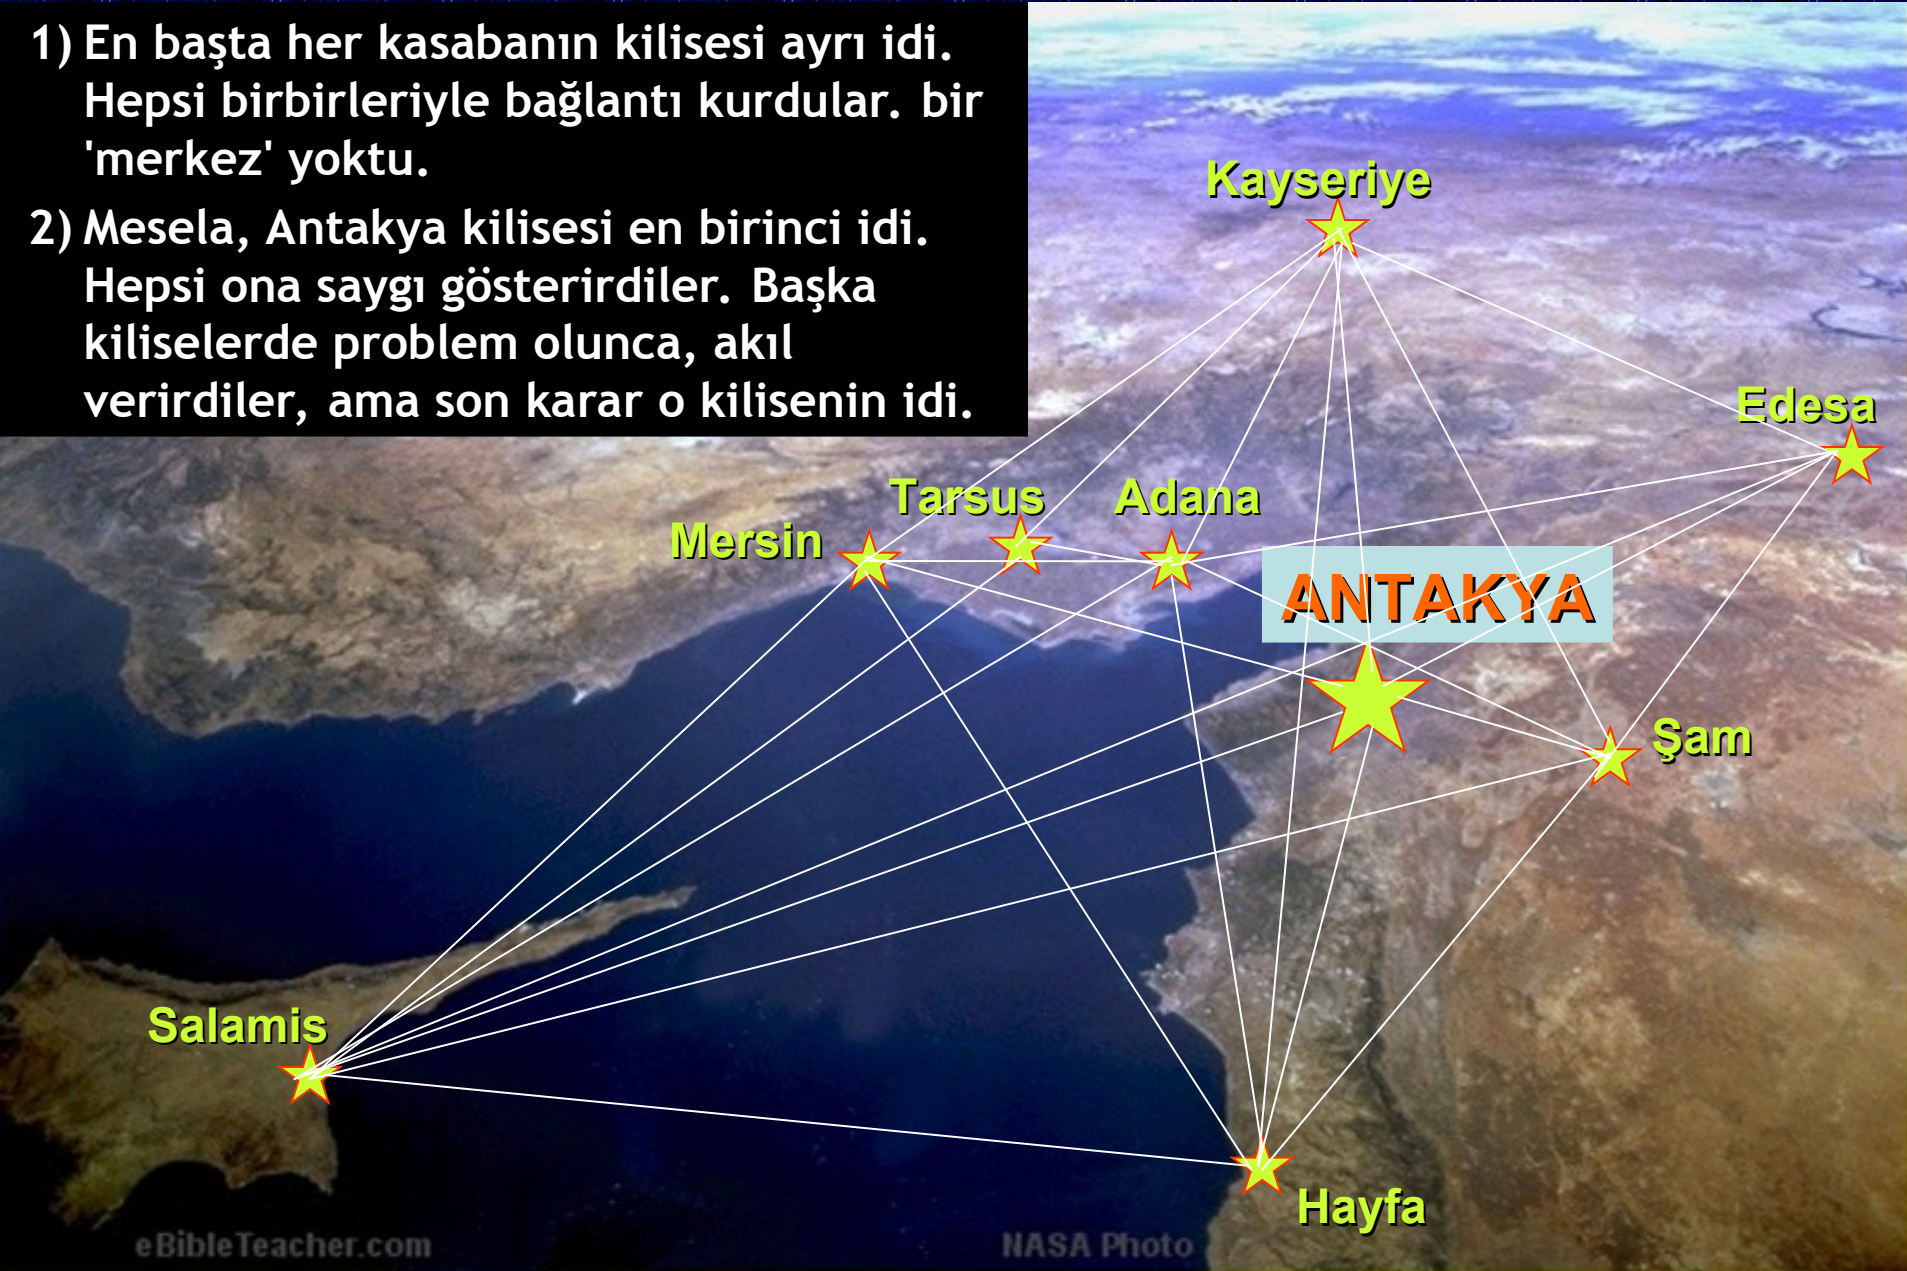 1) En başta her kasabanın kilisesi ayrı idi.
Hepsi birbirleriyle bağlantı kurdular. bir
'merkez' yoktu.
2) Mesela, Antakya kilisesi en birinci idi.
Hepsi ona saygı gösterirdiler. Başka
kiliselerde problem olunca, akıl
verirdiler, ama son karar o kilisenin idi.
Kayseriye
Edesa
Tarsus
Adana
Mersin
ANTAKYA
Şam
Salamis
Hayfa
eBibleTeacher.com
NASA Photo